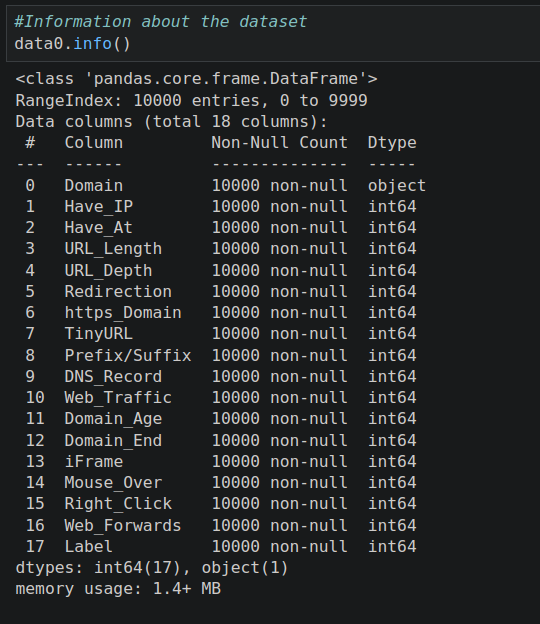 #Information about the dataset
data0.info()
<class 'pandas.core.frame.DataFrame'>
RangeIndex: 10000 entries, 0 to 9999
Data columns (total 18 columns):
 #   Column         Non-Null Count  Dtype
---  ------         --------------  -----
 0   Domain         10000 non-null  object
 1   Have_IP        10000 non-null  int64
 2   Have_At        10000 non-null  int64
 3   URL_Length     10000 non-null  int64
 4   URL_Depth      10000 non-null  int64
 5   Redirection    10000 non-null  int64
 6   https_Domain   10000 non-null  int64
 7   TinyURL        10000 non-null  int64
 8   Prefix/Suffix  10000 non-null  int64
 9   DNS_Record     10000 non-null  int64
 10  Web_Traffic    10000 non-null  int64
 11  Domain_Age     10000 non-null  int64
 12  Domain_End     10000 non-null  int64
 13  iFrame         10000 non-null  int64
 14  Mouse_Over     10000 non-null  int64
 15  Right_Click    10000 non-null  int64
 16  Web_Forwards   10000 non-null  int64
 17  Label          10000 non-null  int64
dtypes: int64(17), object(1)
memory usage: 1.4+ MB